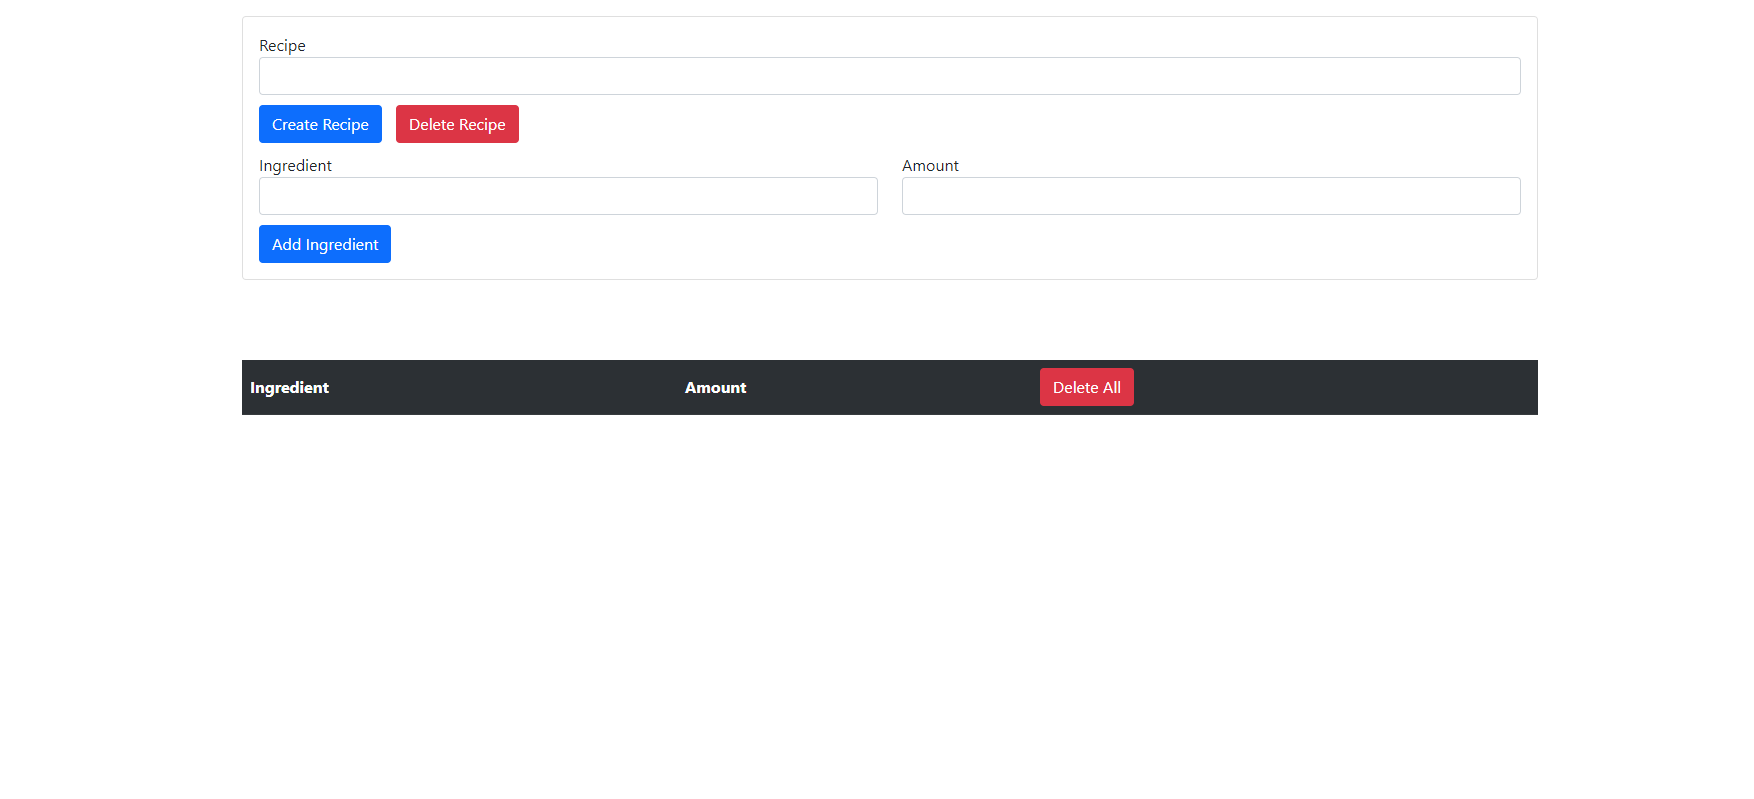 Recipe
Create Recipe Delete Recipe
Ingredient Amount
Add Ingredient
Ingredient Amount Delete All